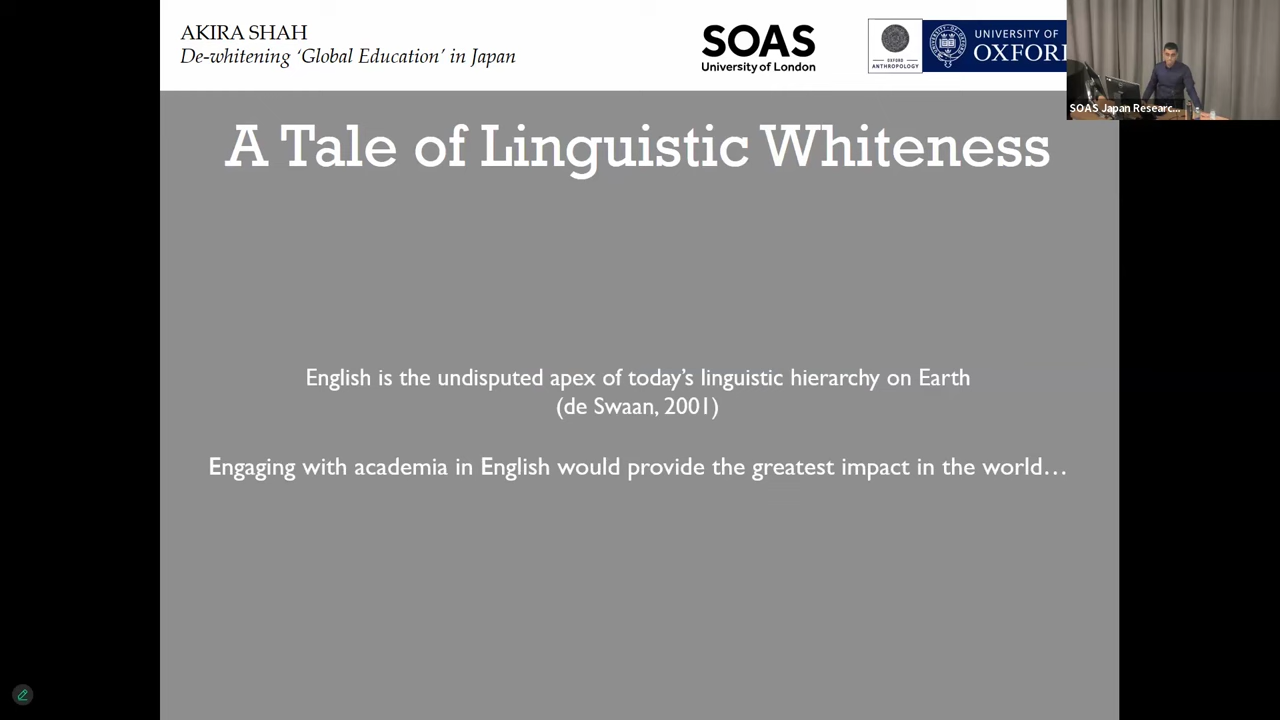 AKIRA SHAH
De-whitening ‘Global Education’ in Japan
SOAS
University of London
OXFORD
ANTHROPOLOGY
UNIVERSITY OF
OXFORD
SOAS Japan Researc...
A Tale of Linguistic Whiteness
English is the undisputed apex of today’s linguistic hierarchy on Earth
(de Swaan, 2001)
Engaging with academia in English would provide the greatest impact in the world…